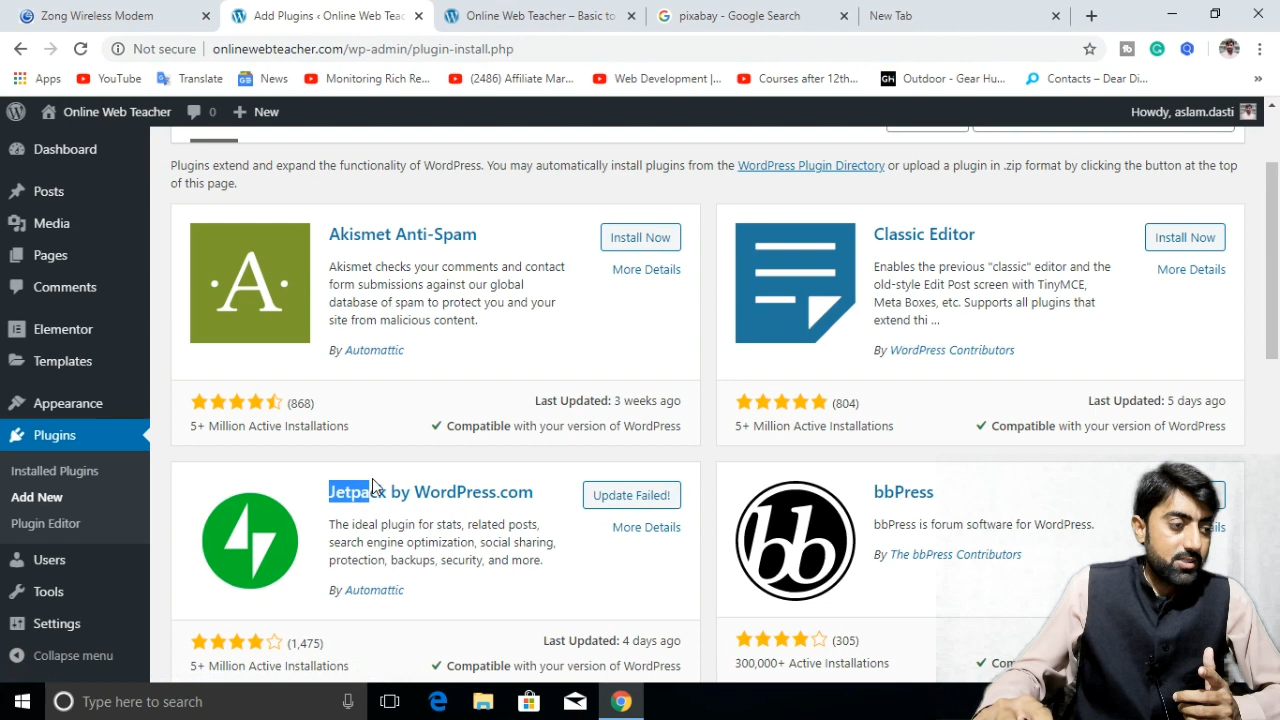 Zong Wireless Modem
Add Plugins ‹ Online Web Teac
Online Web Teacher – Basic to
pixabay - Google Search
New Tab
Not secure
onlinewebteacher.com/wp-admin/plugin-install.php
Apps
YouTube
Translate
News
Monitoring Rich Re...
(2486) Affiliate Mar...
Web Development |...
Courses after 12th...
GH
Outdoor - Gear Hu...
Contacts – Dear Di...
»
Online Web Teacher
0
New
Howdy, aslam.dasti
Dashboard
Posts
Media
Pages
Comments
Elementor
Templates
Appearance
Plugins
Installed Plugins
Add New
Plugin Editor
Users
Tools
Settings
Collapse menu
Plugins extend and expand the functionality of WordPress. You may automatically install plugins from the WordPress Plugin Directory or upload a plugin in .zip format by clicking the button at the top
of this page.
·A·
Akismet Anti-Spam
Install Now
More Details
Akismet checks your comments and contact
form submissions against our global
database of spam to protect you and your
site from malicious content.
By Automattic
(868)
Last Updated: 3 weeks ago
5+ Million Active Installations
Compatible with your version of WordPress
Classic Editor
Install Now
More Details
Enables the previous "classic" editor and the
old-style Edit Post screen with TinyMCE,
Meta Boxes, etc. Supports all plugins that
extend thi ...
By WordPress Contributors
(804)
Last Updated: 5 days ago
5+ Million Active Installations
Compatible with your version of WordPress
Jetpack by WordPress.com
Update Failed!
More Details
The ideal plugin for stats, related posts,
search engine optimization, social sharing,
protection, backups, security, and more.
By Automattic
(1,475)
Last Updated: 4 days ago
5+ Million Active Installations
Compatible with your version of WordPress
bb
bbPress
bbPress is forum software for WordPress.
By The bbPress Contributors
(305)
300,000+ Active Installations
Type here to search